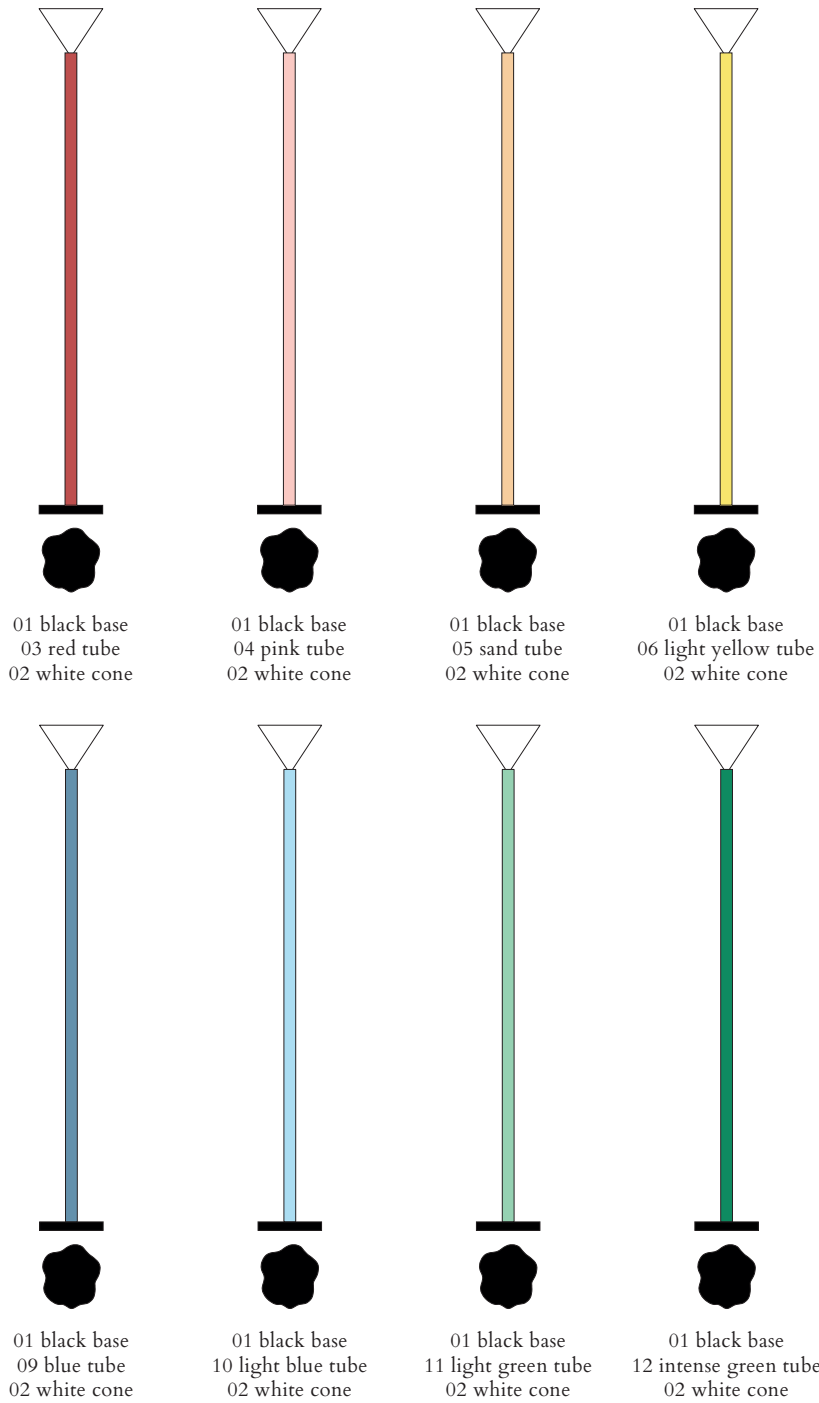 01 black base
03 red tube
02 white cone
01 black base
04 pink tube
02 white cone
01 black base
05 sand tube
02 white cone
01 black base
06 light yellow tube
02 white cone
01 black base
09 blue tube
02 white cone
01 black base
10 light blue tube
02 white cone
01 black base
11 light green tube
02 white cone
01 black base
12 intense green tube
02 white cone